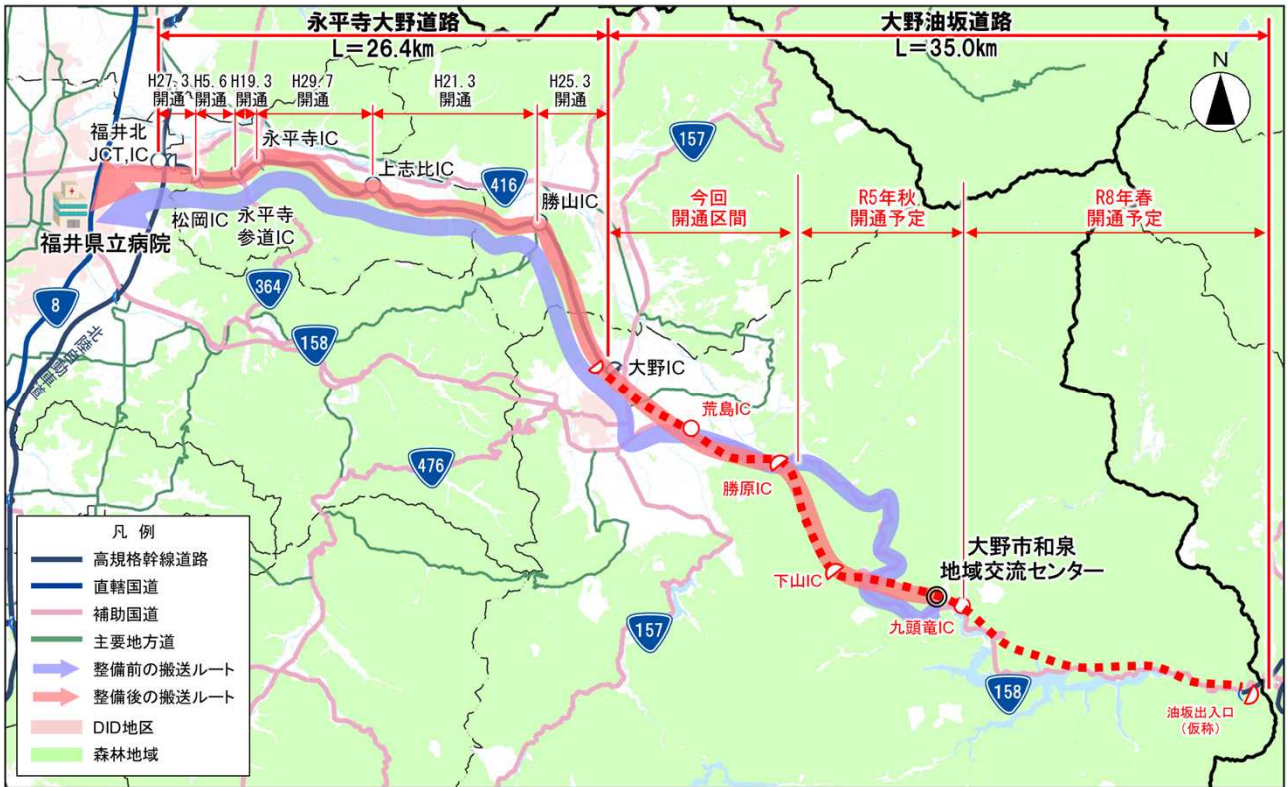 永平寺大野道路
L=26.4km
大野油坂道路
L=35.0km
H27.3
開通
H5.6
開通
H19.3
開通
H29.7
開通
H21.3
開通
H25.3
開通
N
福井北
JCT,IC
永平寺IC
上志比IC
416
157
勝山IC
今回
開通区間
R5年秋
開通予定
R8年春
開通予定
福井県立病院
松岡IC
永平寺
参道IC
364
8
158
北陸自動車道
大野IC
荒島IC
476
勝原IC
大野市和泉
地域交流センター
下山IC
九頭竜IC
157
158
油坂出入口
(仮称)
凡 例
高規格幹線道路
直轄国道
補助国道
主要地方道
整備前の搬送ルート
整備後の搬送ルート
DID地区
森林地域